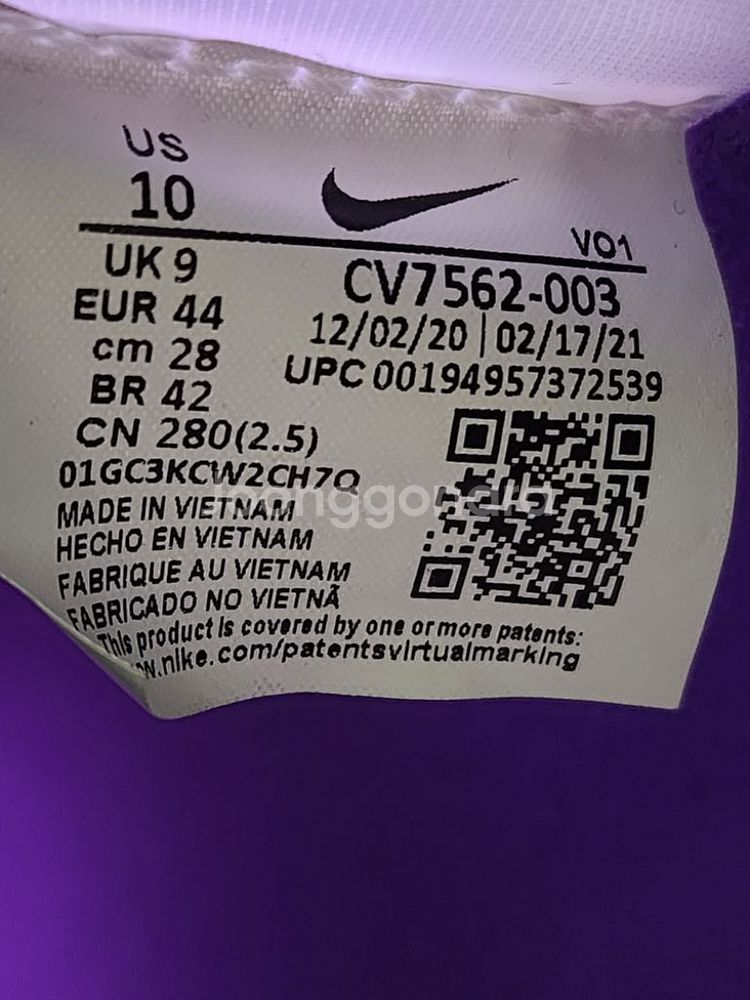 US
10
V01
UK 9
EUR 44
cm 28
BR 42
CN 280(2.5)
CV7562-003
12/02/20 | 02/17/21
UPC 00194957372539
01GC3KCW2CH7Q
MADE IN VIETNAM
HECHO EN VIETNAM
FABRIQUE AU VIETNAM
FABRICADO NO VIETNÃ
This product is covered by one or more patents:
w.nike.com/patentsvirtualmarking